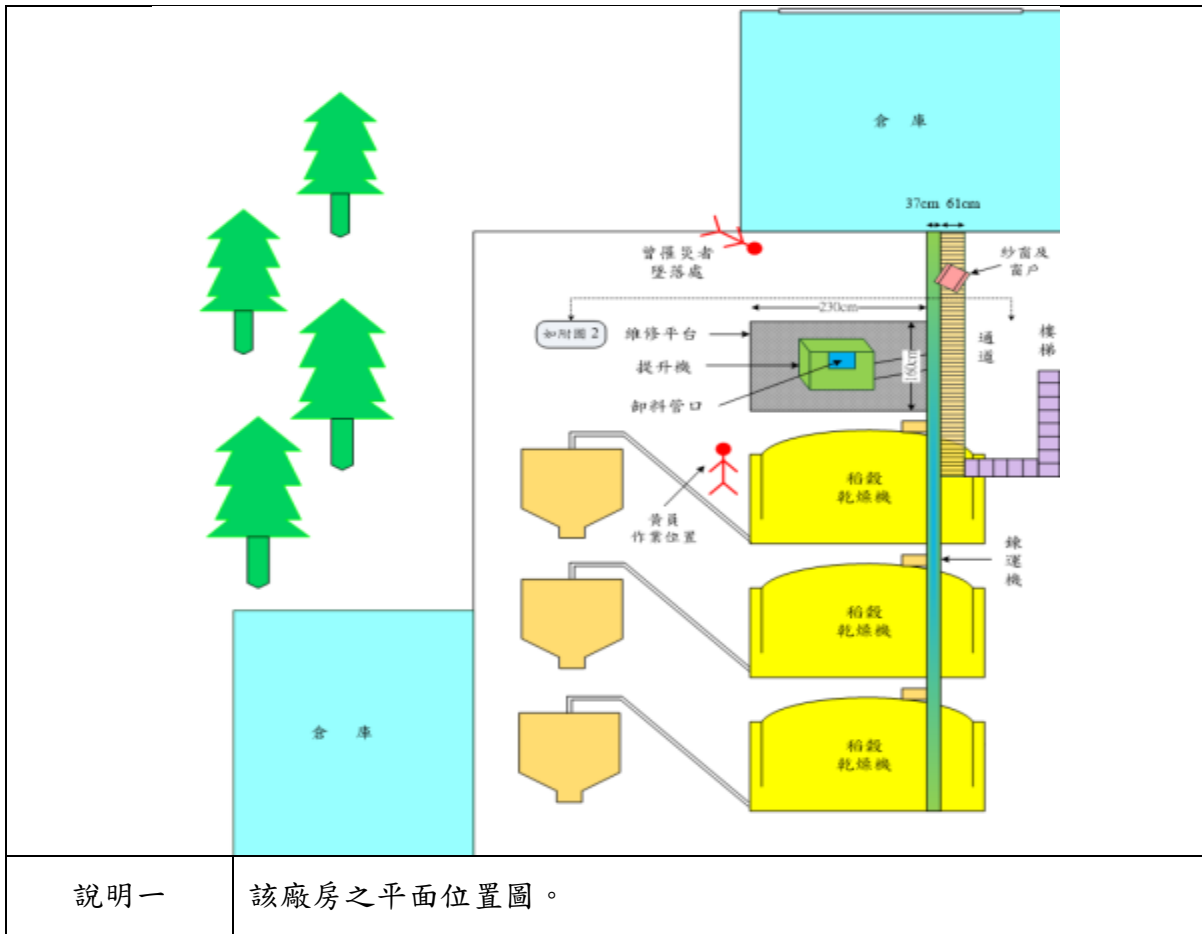 倉 庫
37cm 61cm
曾罹災者
墜落處
紗窗及
窗戶
230cm
如附圖 2
維修平台
通道
樓梯
提升機
160cm
卸料管口
稻穀
乾燥機
黃員
作業位置
鍊運機
稻穀
乾燥機
倉 庫
稻穀
乾燥機
說明一
該廠房之平面位置圖。